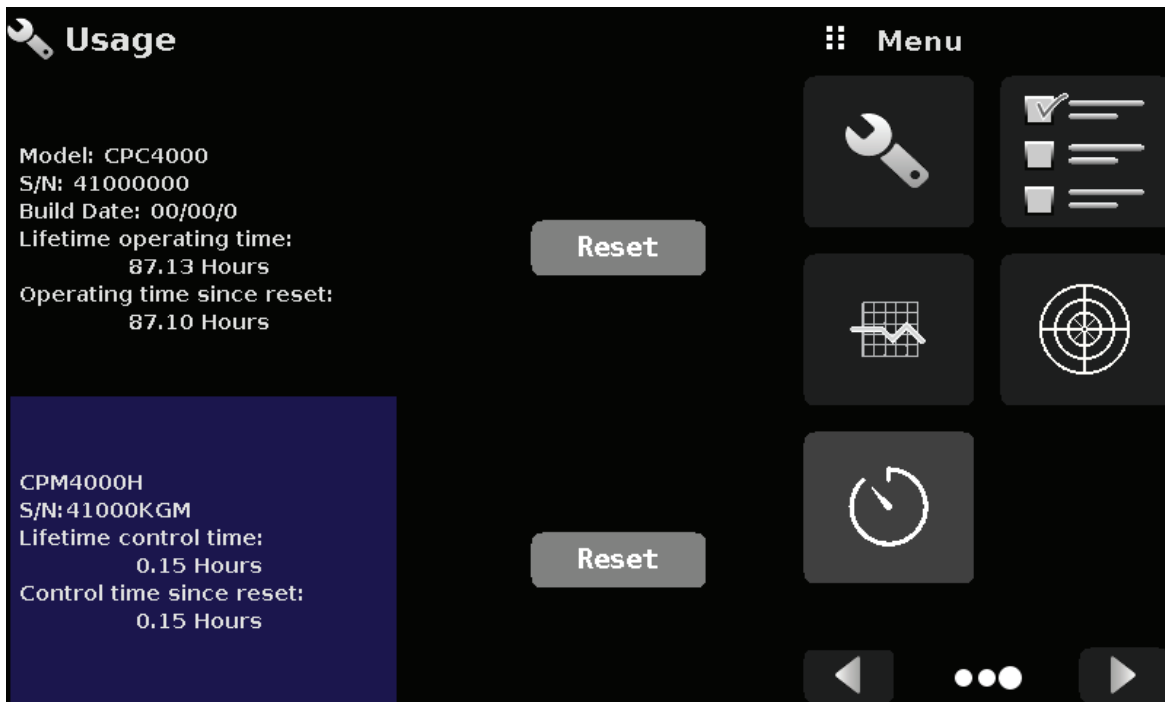 Usage
Model: CPC4000
S/N: 41000000
Build Date: 00/00/0
Lifetime operating time:
87.13 Hours
Operating time since reset:
87.10 Hours
Reset
CPM4000H
S/N:41000KGM
Lifetime control time:
0.15 Hours
Control time since reset:
0.15 Hours
Reset
Menu